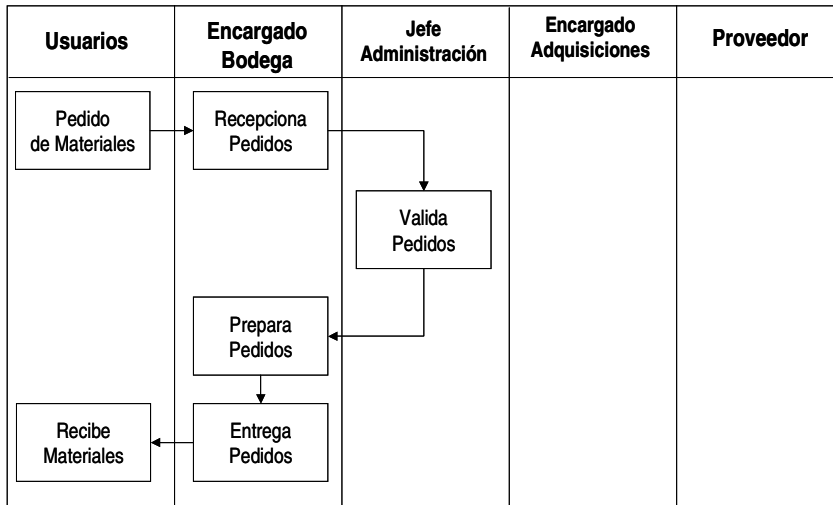 Usuarios
Encargado
Bodega
Jefe
Administración
Encargado
Adquisiciones
Proveedor
Pedido
de Materiales
Recepciona
Pedidos
Valida
Pedidos
Prepara
Pedidos
Recibe
Materiales
Entrega
Pedidos